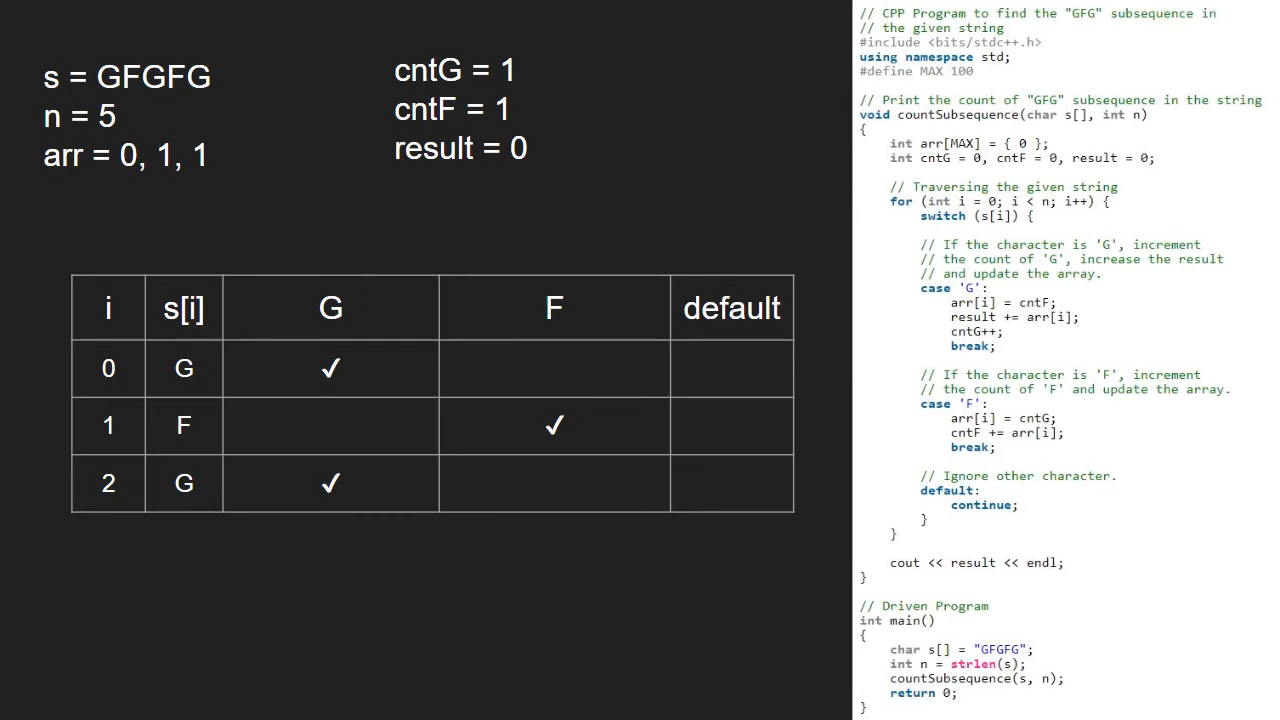 s = GFGFG
n = 5
arr = 0, 1, 1
cntG = 1
cntF = 1
result = 0
i s[i] G F default
0 G ✓
1 F ✓
2 G ✓
// CPP Program to find the "GFG" subsequence in
// the given string
#include <bits/stdc++.h>
using namespace std;
#define MAX 100
// Print the count of "GFG" subsequence in the string
void countSubsequence(char s[], int n)
{
int arr[MAX] = { 0 };
int cntG = 0, cntF = 0, result = 0;
// Traversing the given string
for (int i = 0; i < n; i++) {
switch (s[i]) {
// If the character is 'G', increment
// the count of 'G', increase the result
// and update the array.
case 'G':
arr[i] = cntF;
result += arr[i];
cntG++;
break;
// If the character is 'F', increment
// the count of 'F' and update the array.
case 'F':
arr[i] = cntG;
cntF += arr[i];
break;
// Ignore other character.
default:
continue;
}
}
cout << result << endl;
}
// Driven Program
int main()
{
char s[] = "GFGFG";
int n = strlen(s);
countSubsequence(s, n);
return 0;
}